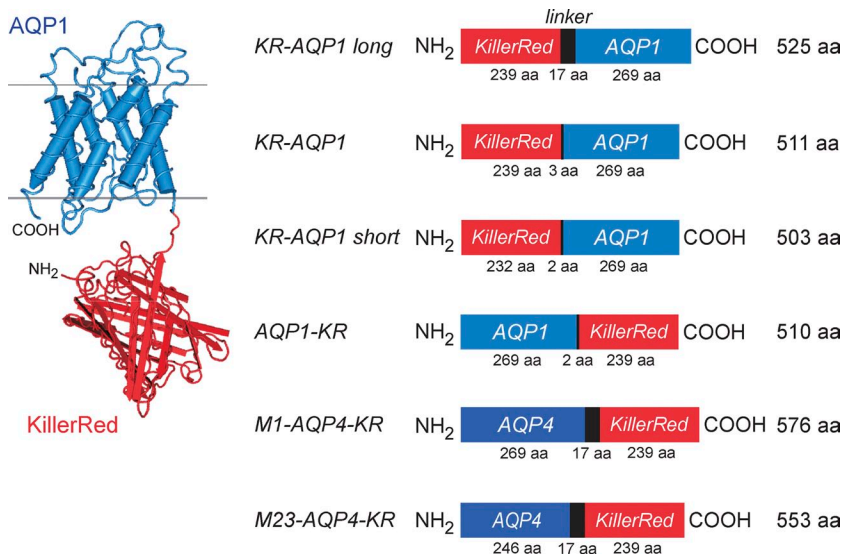 AQP1
COOH
NH2
KillerRed
linker
KR-AQP1 long NH2 KillerRed AQP1 COOH 525 aa
239 aa 17 aa 269 aa
KR-AQP1 NH2 KillerRed AQP1 COOH 511 aa
239 aa 3 aa 269 aa
KR-AQP1 short NH2 KillerRed AQP1 COOH 503 aa
232 aa 2 aa 269 aa
AQP1-KR NH2 AQP1 KillerRed COOH 510 aa
269 aa 2 aa 239 aa
M1-AQP4-KR NH2 AQP4 KillerRed COOH 576 aa
269 aa 17 aa 239 aa
M23-AQP4-KR NH2 AQP4 KillerRed COOH 553 aa
246 aa 17 aa 239 aa